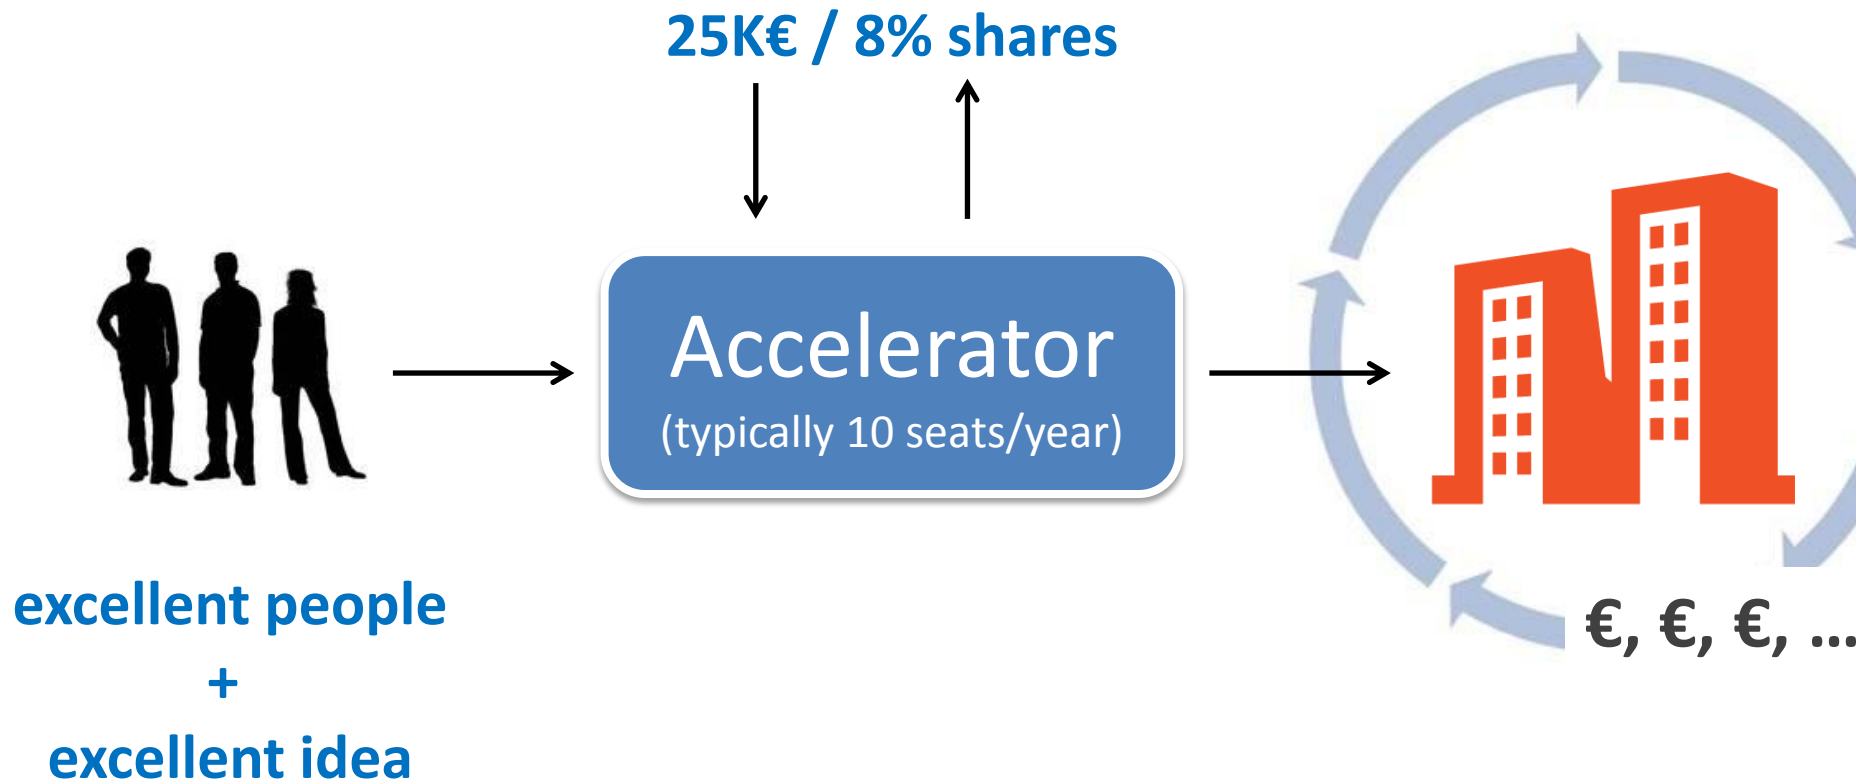 25K€ / 8% shares
Accelerator
(typically 10 seats/year)
excellent people
+
excellent idea
€, €, €, ...